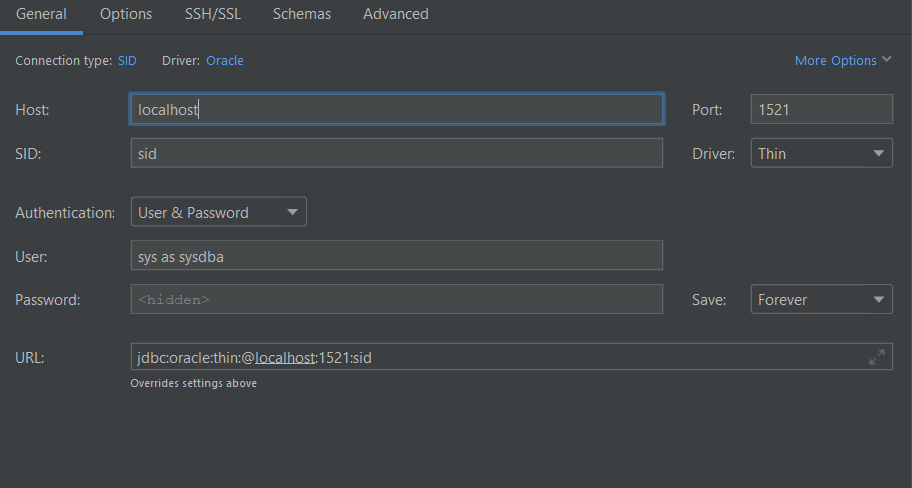 General Options SSH/SSL Schemas Advanced
Connection type: SID Driver: Oracle More Options
Host: localhost Port: 1521
SID: sid Driver: Thin
Authentication: User & Password
User: sys as sysdba
Password: <hidden> Save: Forever
URL: jdbc:oracle:thin:@localhost:1521:sid
Overrides settings above